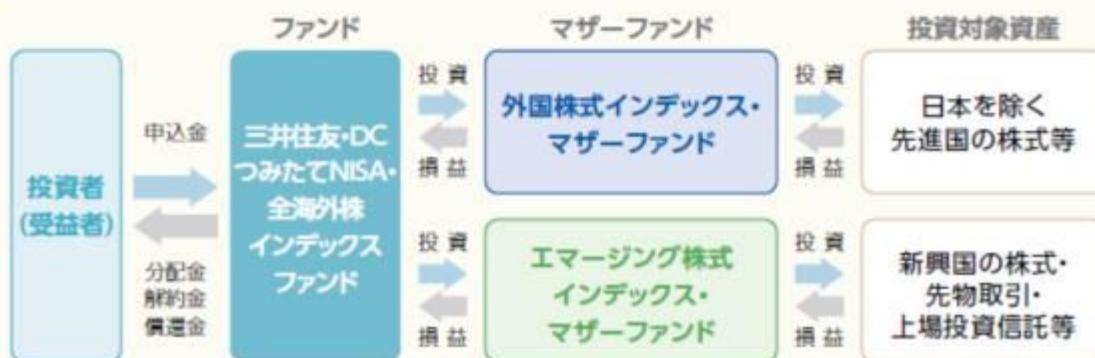 ファンド
マザーファンド
投資対象資産
投資者
(受益者)
申込金
分配金
解約金
償還金
三井住友・DC
つみたてNISA・
全海外株
インデックス
ファンド
投資
損益
外国株式インデックス・
マザーファンド
投資
損益
日本を除く
先進国の株式等
投資
損益
エマージング株式
インデックス・
マザーファンド
投資
損益
新興国の株式・
先物取引・
上場投資信託等